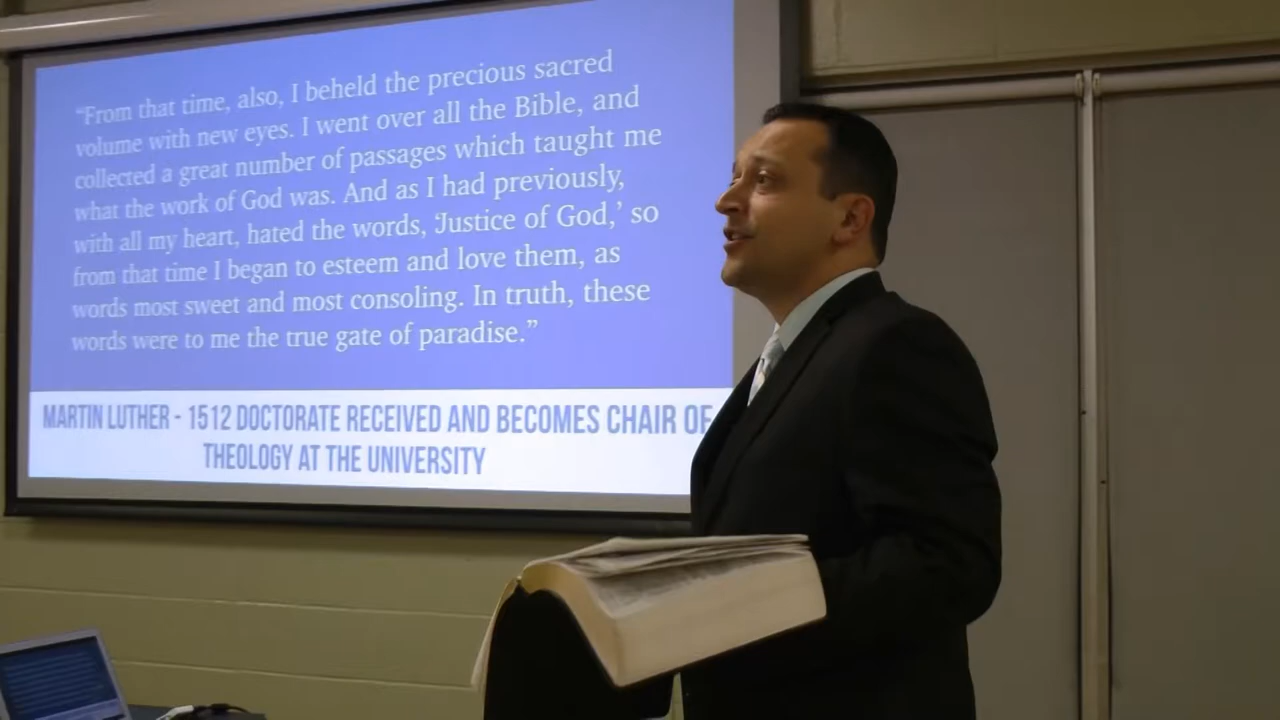 “From that time, also, I beheld the precious sacred
volume with new eyes. I went over all the Bible, and
collected a great number of passages which taught me
what the work of God was. And as I had previously,
with all my heart, hated the words, ‘Justice of God,’ so
from that time I began to esteem and love them, as
words most sweet and most consoling. In truth, these
words were to me the true gate of paradise.”
MARTIN LUTHER - 1512 DOCTORATE RECEIVED AND BECOMES CHAIR OF
THEOLOGY AT THE UNIVERSITY